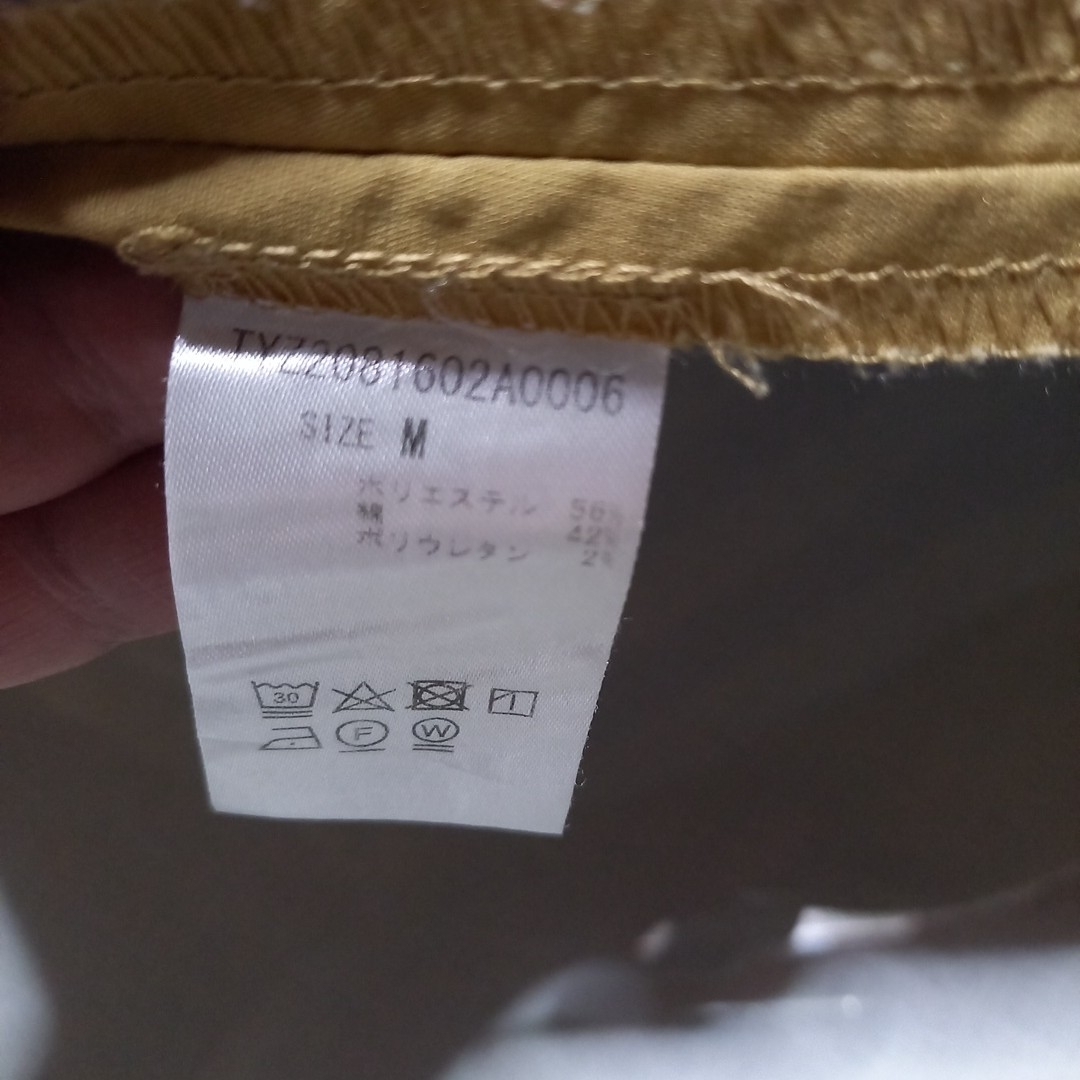 TYZ2081602A0006
SIZE M
ポリエステル 56%
綿 42%
ポリウレタン 2%
30
F W